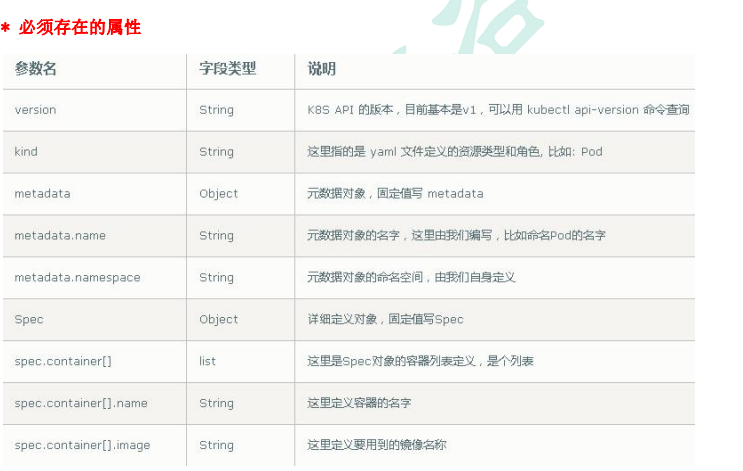 * 必须存在的属性
参数名 字段类型 说明
version String K8S API 的版本，目前基本是v1，可以用 kubectl api-version 命令查询
kind String 这里指的是 yaml 文件定义的资源类型和角色, 比如: Pod
metadata Object 元数据对象，固定值写 metadata
metadata.name String 元数据对象的名字，这里由我们编写，比如命名Pod的名字
metadata.namespace String 元数据对象的命名空间，由我们自身定义
Spec Object 详细定义对象，固定值写Spec
spec.container[] list 这里是Spec对象的容器列表定义，是个列表
spec.container[].name String 这里定义容器的名字
spec.container[].image String 这里定义要用到的镜像名称